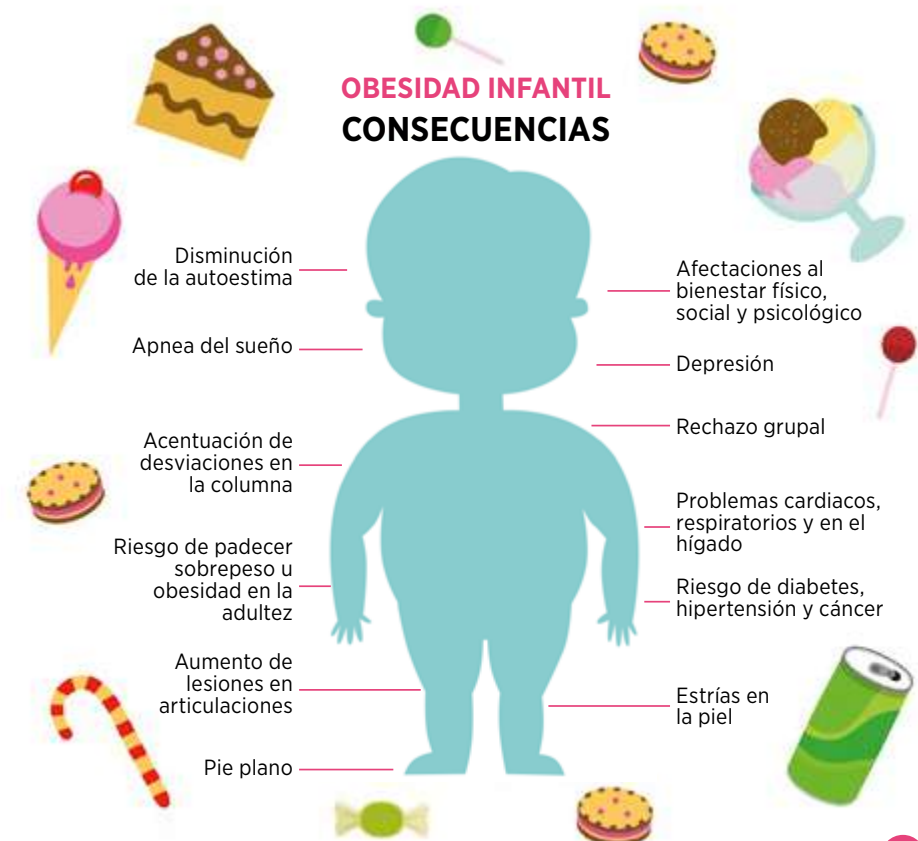 OBESIDAD INFANTIL
CONSECUENCIAS
Disminución
de la autoestima
Apnea del sueño
Acentuación de
desviaciones en
la columna
Riesgo de padecer
sobrepeso u
obesidad en la
adultez
Aumento de
lesiones en
articulaciones
Pie plano
Afectaciones al
bienestar físico,
social y psicológico
Depresión
Rechazo grupal
Problemas cardiacos,
respiratorios y en el
hígado
Riesgo de diabetes,
hipertensión y cáncer
Estrías en
la piel